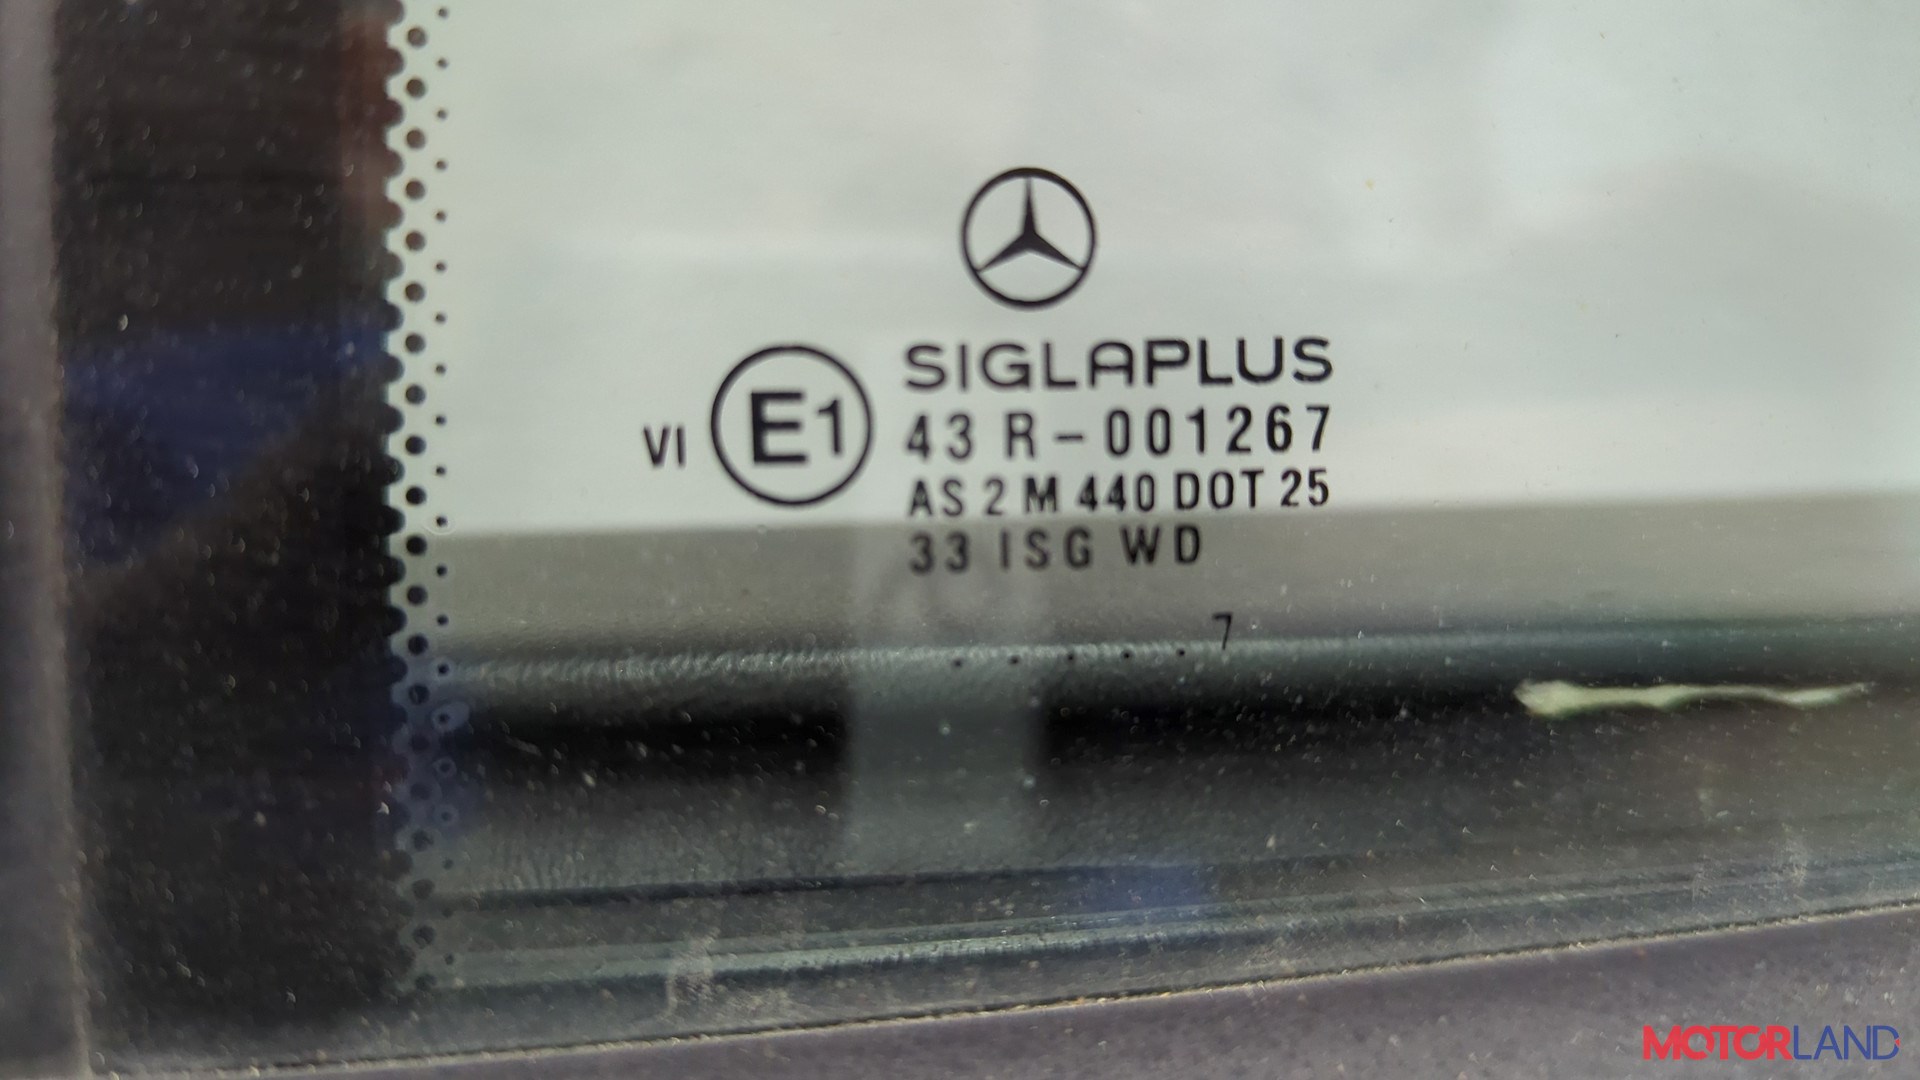 SIGLAPLUS
VI E1 43 R-001267
AS 2 M 440 DOT 25
33 ISG WD
. . . . . 7
MOTORLAND